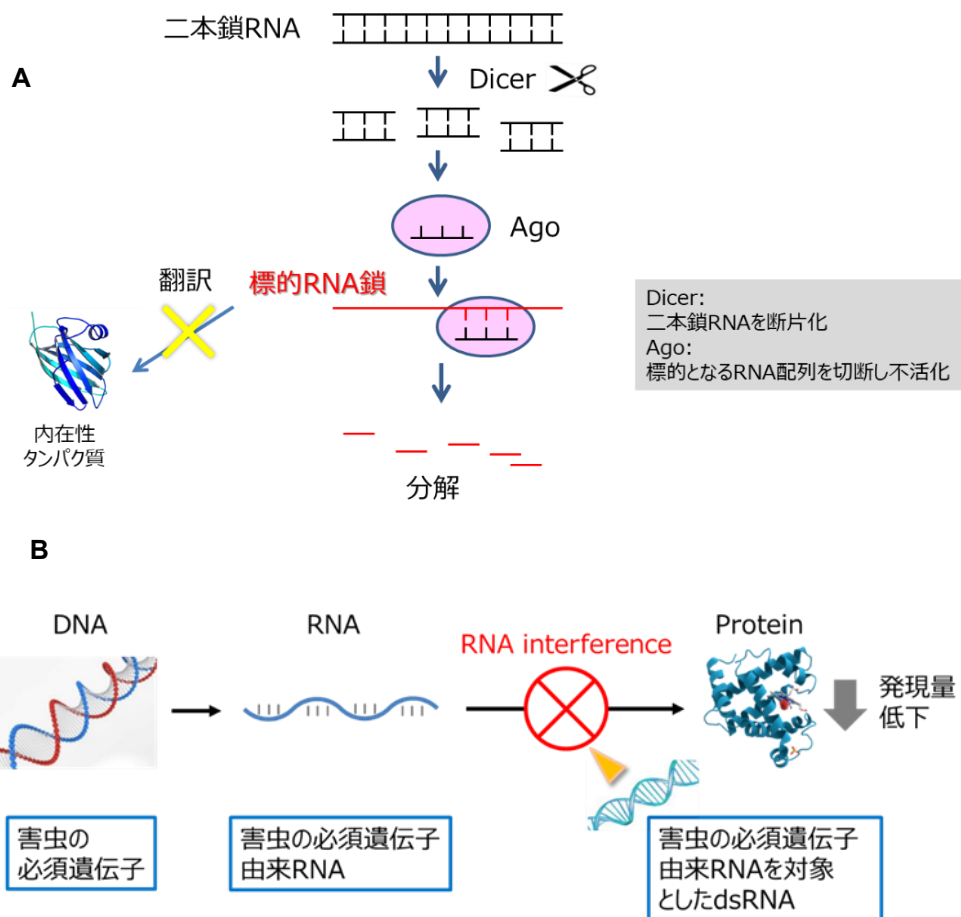 二本鎖RNA
A
Dicer
Ago
翻訳
標的RNA鎖
Dicer:
二本鎖RNAを断片化
Ago:
標的となるRNA配列を切断し不活化
内在性
タンパク質
分解
B
DNA
RNA
RNA interference
Protein
発現量
低下
害虫の
必須遺伝子
害虫の必須遺伝子
由来RNA
害虫の必須遺伝子
由来RNAを対象
としたdsRNA